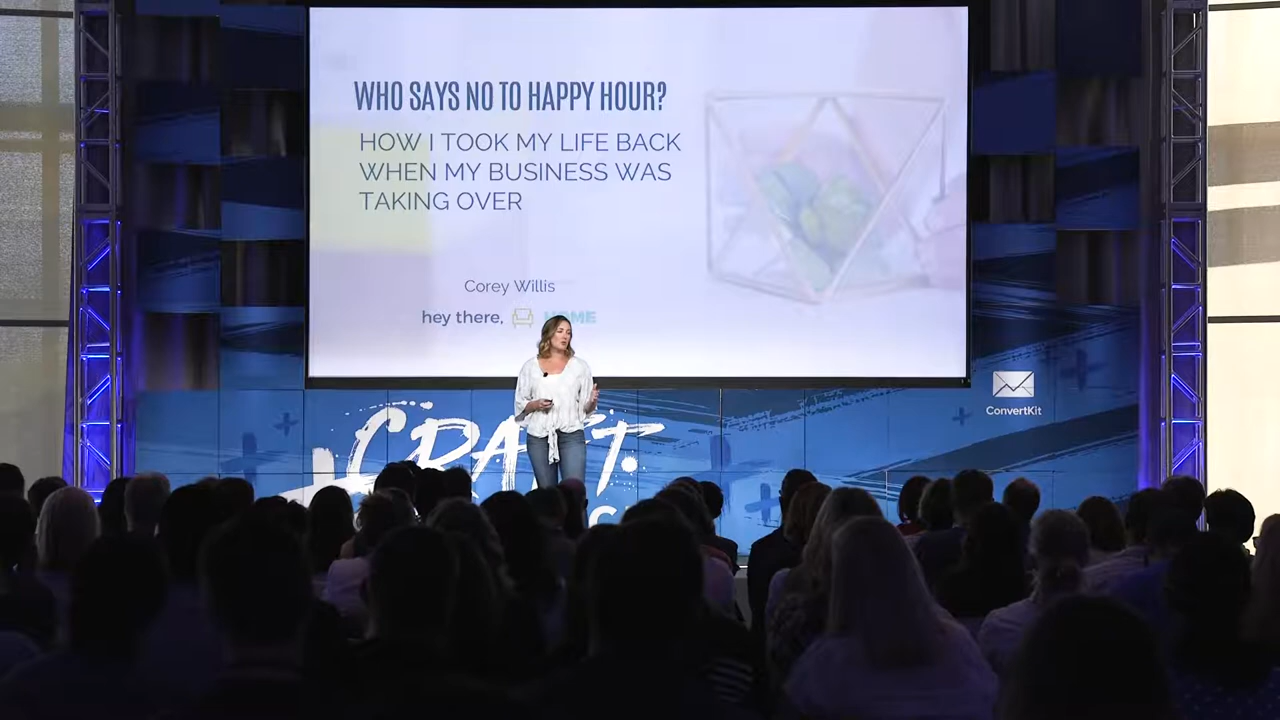 WHO SAYS NO TO HAPPY HOUR?
HOW I TOOK MY LIFE BACK
WHEN MY BUSINESS WAS
TAKING OVER
Corey Willis
hey there, HOME
ConvertKit